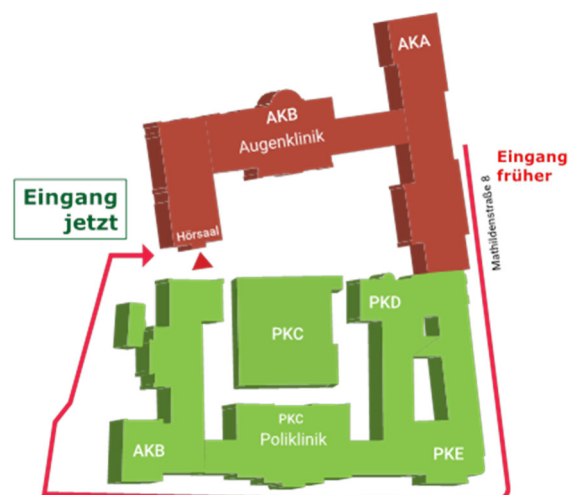 AKA
AKB
Augenklinik
Eingang
früher
Mathildenstraße 8
Eingang
jetzt
Hörsaal
PKD
PKC
PKC
Poliklinik
AKB
PKE